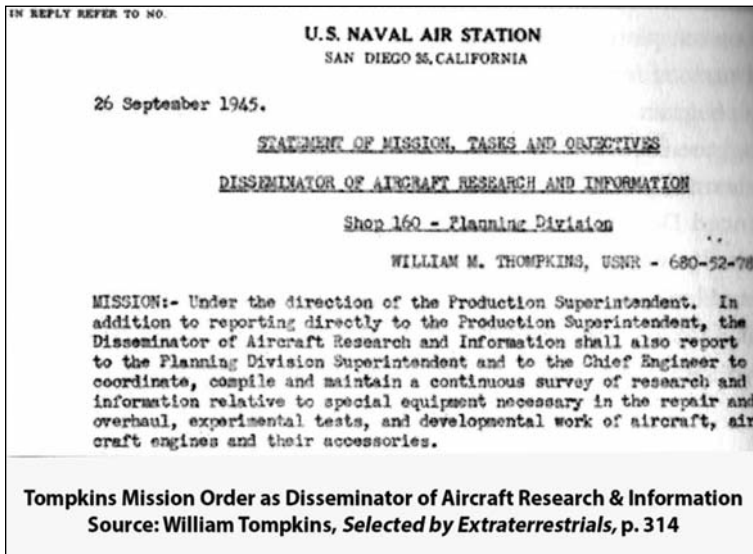 IN REPLY REFER TO NO.
U.S. NAVAL AIR STATION
SAN DIEGO 35, CALIFORNIA
26 September 1945.
STATEMENT OF MISSION, TASKS AND OBJECTIVES
DISSEMINATOR OF AIRCRAFT RESEARCH AND INFORMATION
Shop 160 - Planning Division
WILLIAM M. THOMPKINS, USNR - 680-52-78
MISSION:- Under the direction of the Production Superintendent. In
addition to reporting directly to the Production Superintendent, the
Disseminator of Aircraft Research and Information shall also report
to the Planning Division Superintendent and to the Chief Engineer to
coordinate, compile and maintain a continuous survey of research and
information relative to special equipment necessary in the repair and
overhaul, experimental tests, and developmental work of aircraft, air
craft engines and their accessories.
Tompkins Mission Order as Disseminator of Aircraft Research & Information
Source: William Tompkins, Selected by Extraterrestrials, p. 314